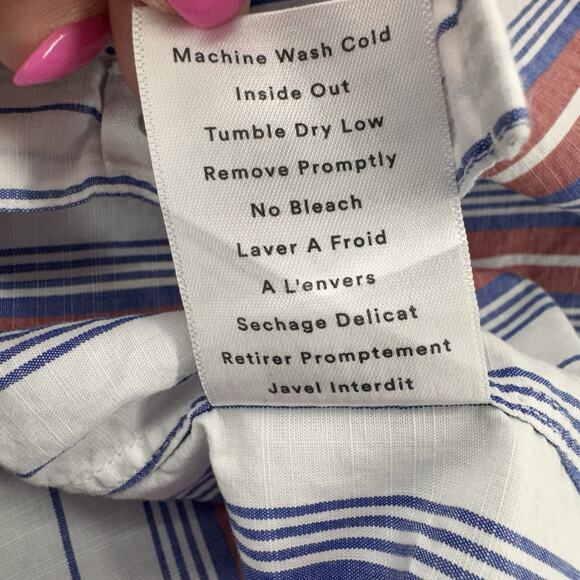 Machine Wash Cold
Inside Out
Tumble Dry Low
Remove Promptly
No Bleach
Laver A Froid
A L'envers
Sechage Delicat
Retirer Promptement
Javel Interdit